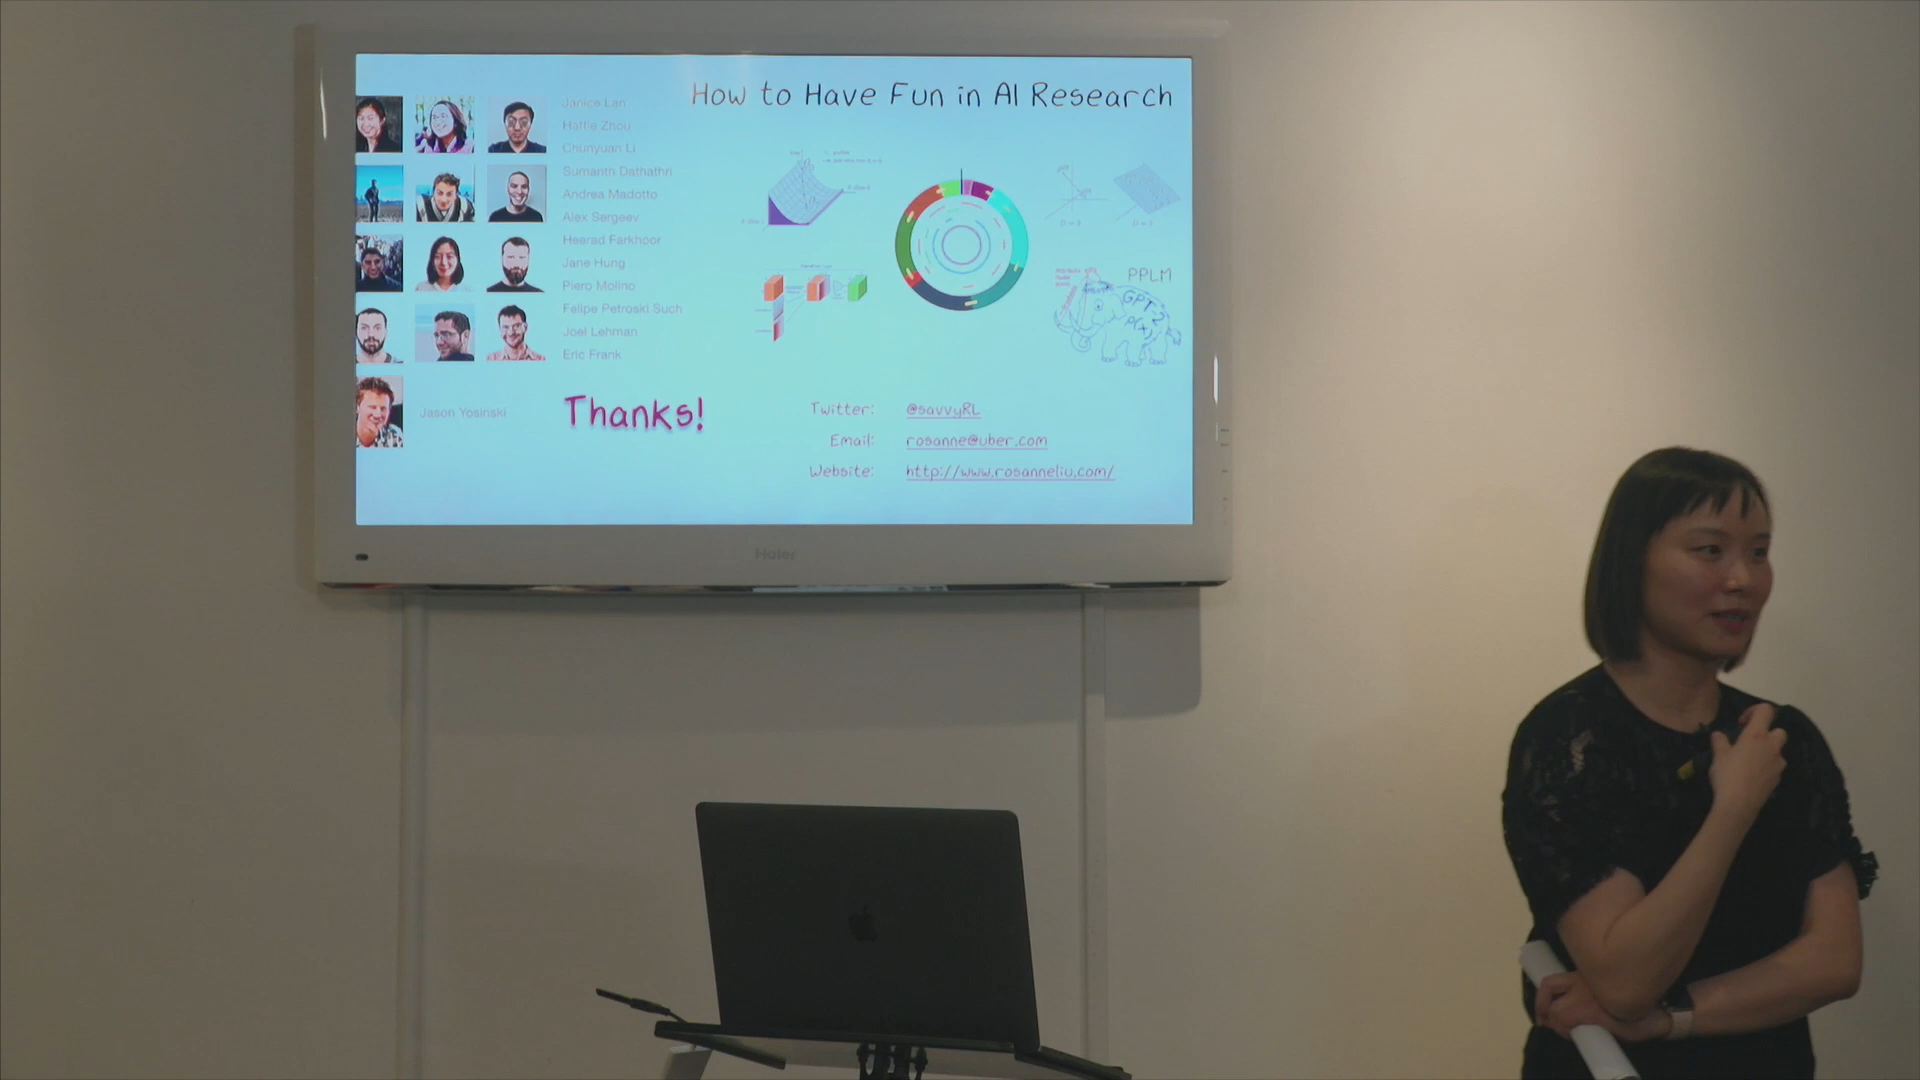 How to Have Fun in AI Research
Janice Lan
Hattie Zhou
Chunyuan Li
Sumanth Dathathri
Andrea Madotto
Alex Sergeev
Heerad Farkhoor
Jane Hung
Piero Molino
Felipe Petroski Such
Joel Lehman
Eric Frank
Jason Yosinski
PPLM
GPT-2
P(x)
Thanks!
Twitter: @savvyRL
Email: rosanne@uber.com
Website: http://www.rosanneliu.com/
Haier